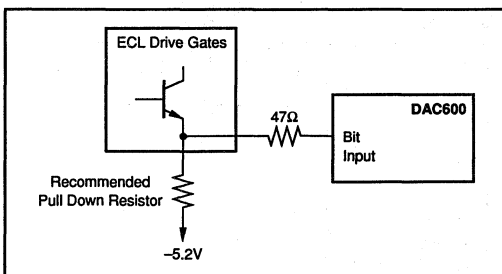 ECL Drive Gates
DAC600
47Ω
Bit
Input
Recommended
Pull Down Resistor
–5.2V